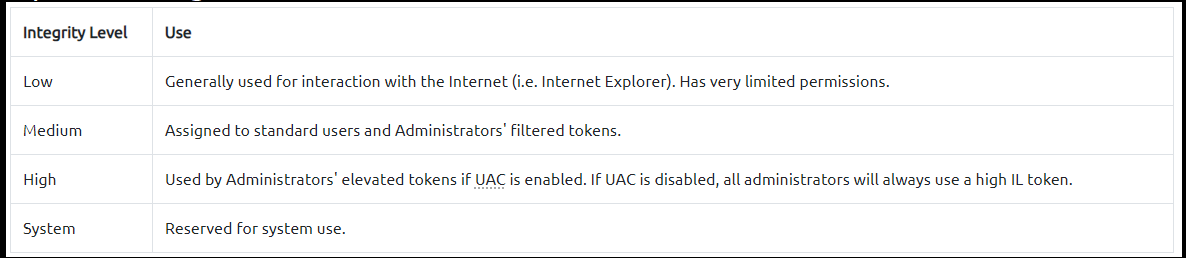 Integrity Level Use
Low Generally used for interaction with the Internet (i.e. Internet Explorer). Has very limited permissions.
Medium Assigned to standard users and Administrators' filtered tokens.
High Used by Administrators' elevated tokens if UAC is enabled. If UAC is disabled, all administrators will always use a high IL token.
System Reserved for system use.